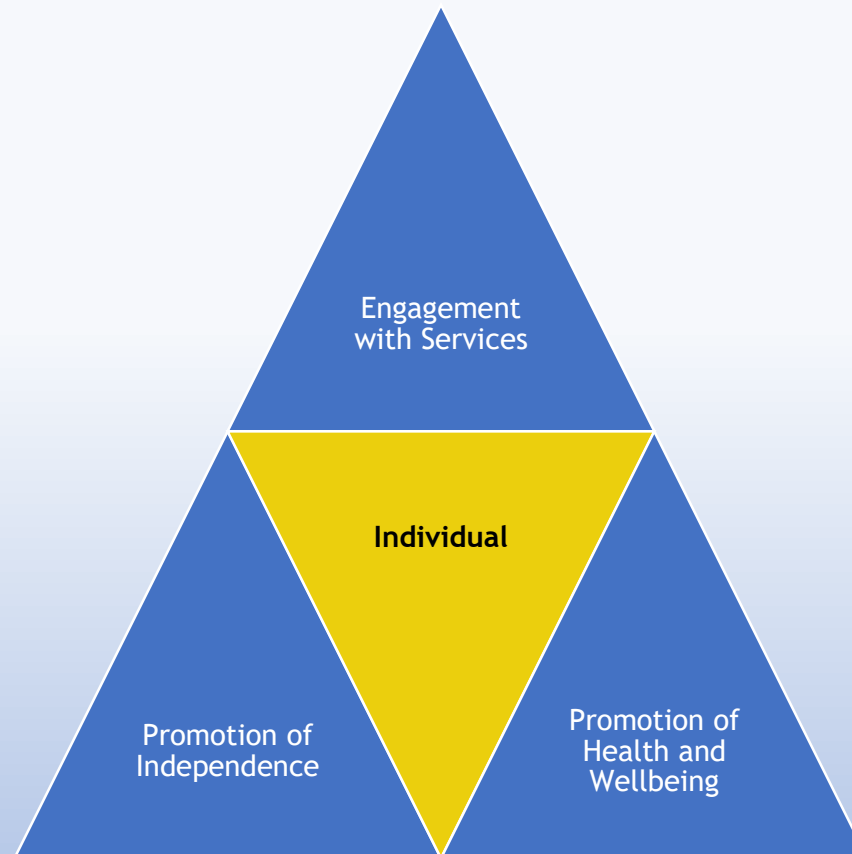 Engagement
with Services
Individual
Promotion of
Independence
Promotion of
Health and
Wellbeing